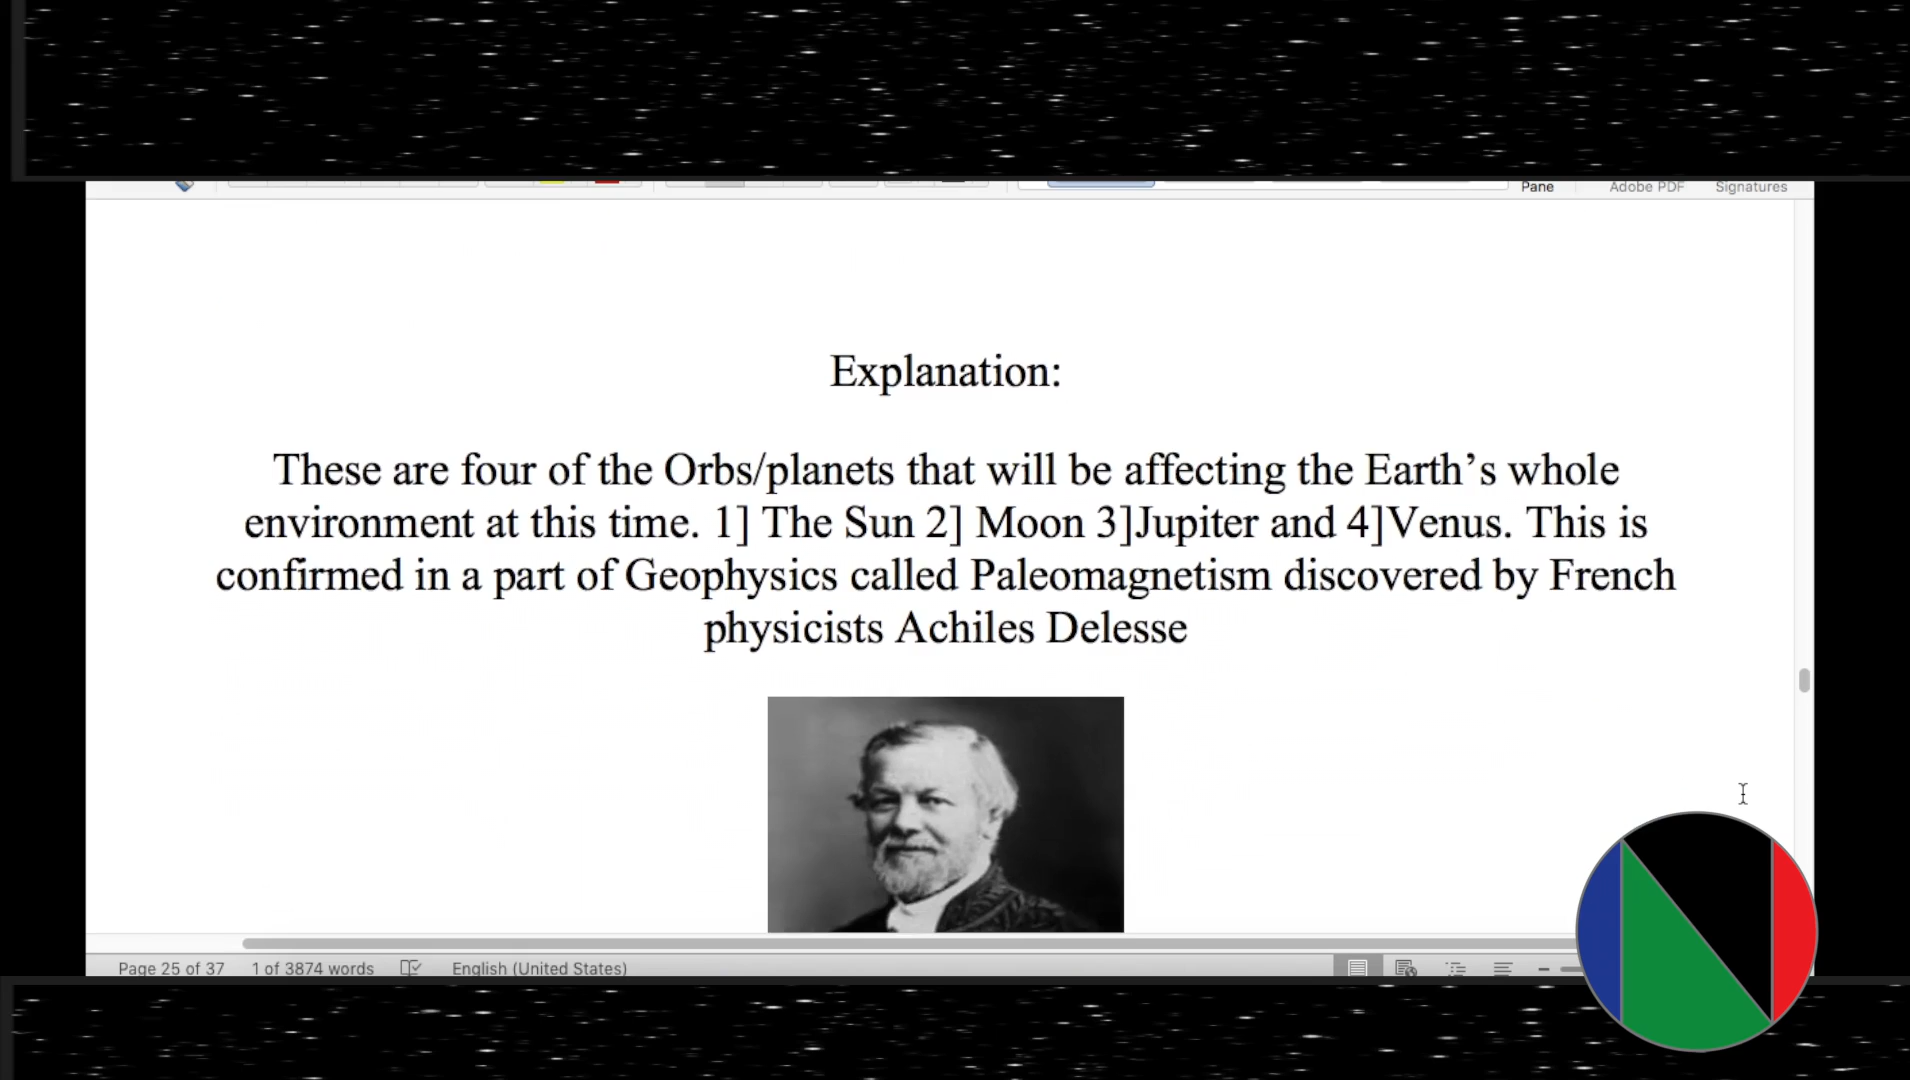 Pane
Adobe PDF
Signatures
Explanation:
These are four of the Orbs/planets that will be affecting the Earth’s whole
environment at this time. 1] The Sun 2] Moon 3]Jupiter and 4]Venus. This is
confirmed in a part of Geophysics called Paleomagnetism discovered by French
physicists Achiles Delesse
Page 25 of 37 1 of 3874 words English (United States)